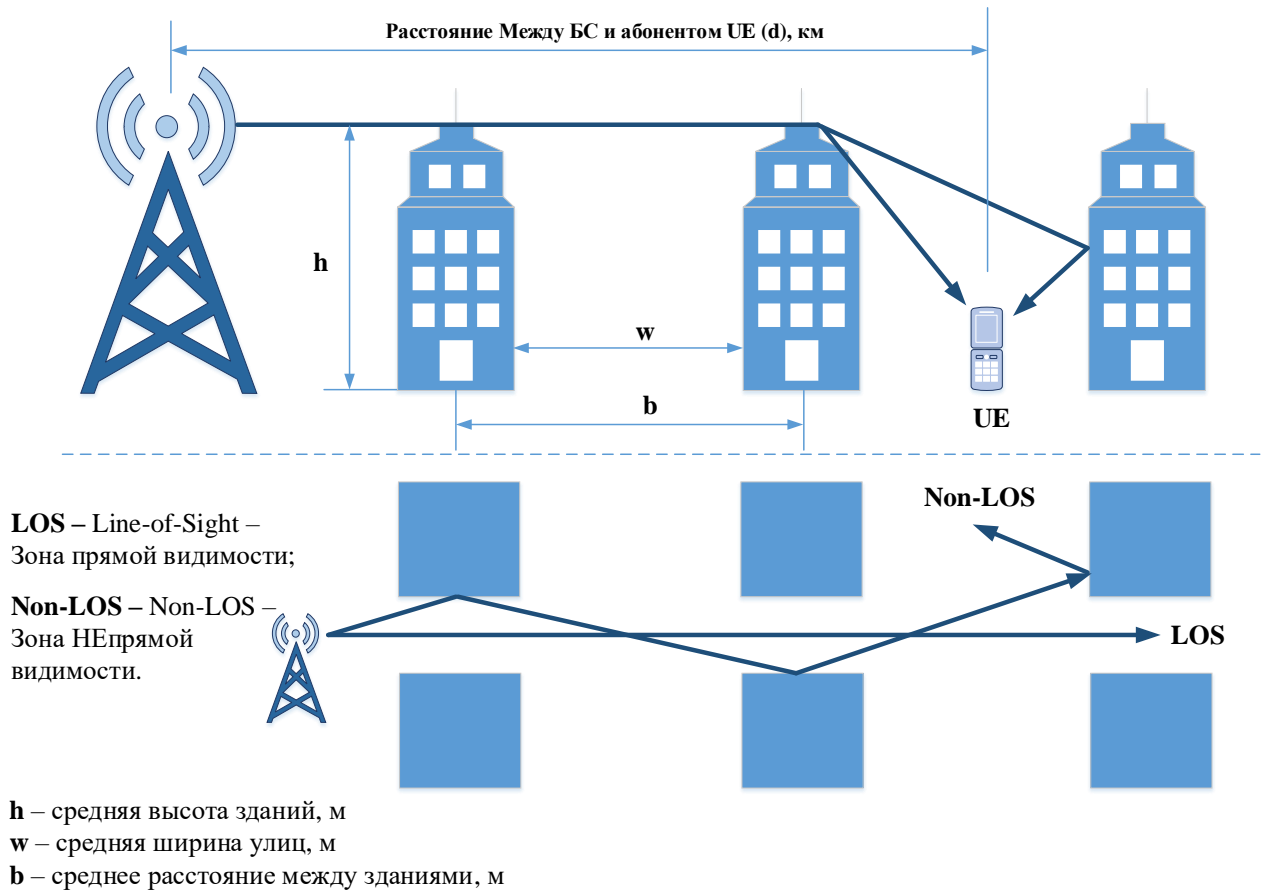 Расстояние Между БС и абонентом UE (d), км
h
w
b
UE
LOS – Line-of-Sight –
Зона прямой видимости;
Non-LOS – Non-LOS –
Зона НЕпрямой
видимости.
Non-LOS
LOS
h – средняя высота зданий, м
w – средняя ширина улиц, м
b – среднее расстояние между зданиями, м